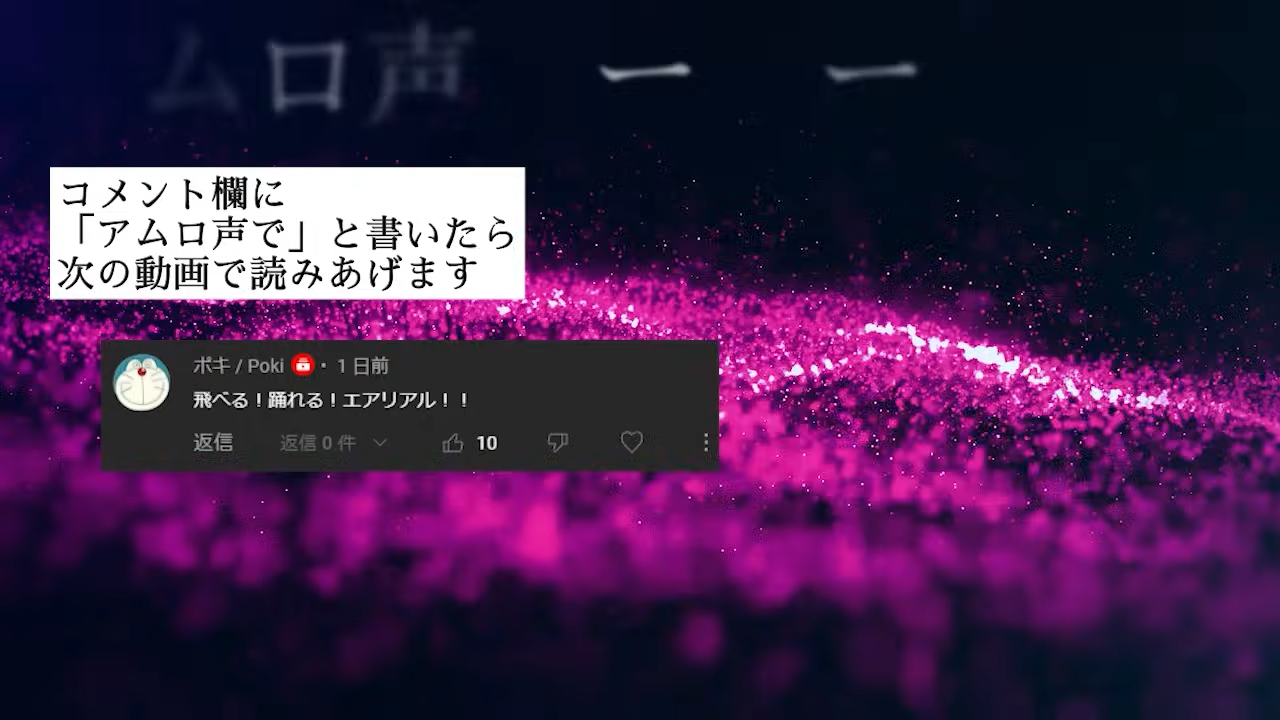 ムロ声 ー ー
コメント欄に
「アムロ声で」と書いたら
次の動画で読みあげます
ポキ / Poki · 1 日前
飛べる！踊れる！エアリアル！！
返信 返信 0 件 10